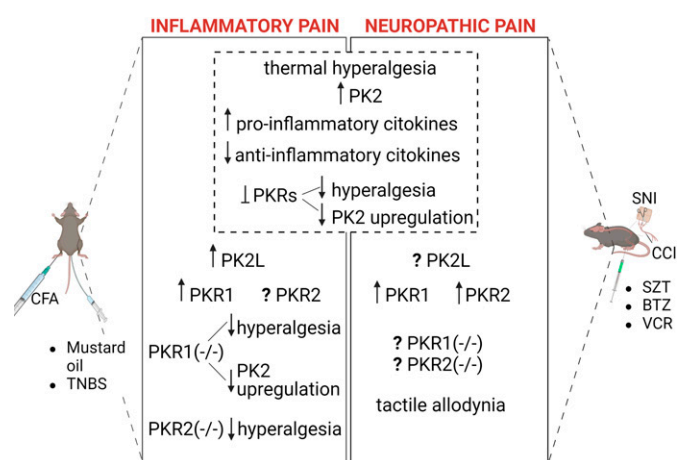 INFLAMMATORY PAIN
NEUROPATHIC PAIN
thermal hyperalgesia
↑ PK2
↑ pro-inflammatory citokines
↓ anti-inflammatory citokines
⊥ PKRs
↓ hyperalgesia
↓ PK2 upregulation
CFA
• Mustard
oil
• TNBS
↑ PK2L
↑ PKR1 ? PKR2
PKR1(-/-)
↓ hyperalgesia
↓ PK2
upregulation
PKR2(-/-) ↓ hyperalgesia
? PK2L
↑ PKR1 ↑ PKR2
? PKR1(-/-)
? PKR2(-/-)
tactile allodynia
SNI
CCI
• SZT
• BTZ
• VCR